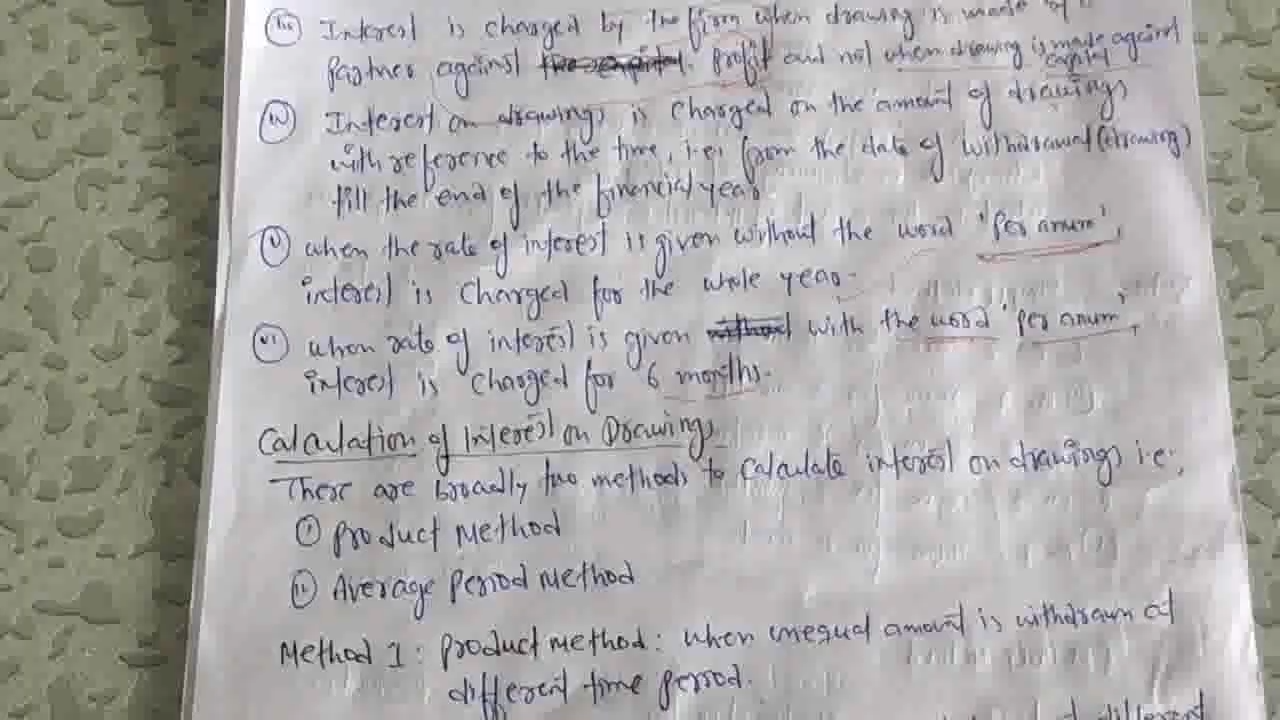 (iii) Interest is charged by the firm when drawing is made by
partner against profit and not when drawing is made against capital
(iv) Interest on drawings is charged on the amount of drawings
with reference to the time, i.e. from the date of withdrawal (drawing)
till the end of the financial year
(v) when the rate of interest is given without the word 'per anum',
interest is charged for the whole year.
(vi) when rate of interest is given with the word 'per anum',
interest is charged for 6 months.
Calculation of Interest on Drawings
There are broadly two methods to calculate interest on drawings i.e.,
(i) Product Method
(ii) Average Period Method
Method 1: Product method: when unequal amount is withdrawn at
different time period.
different